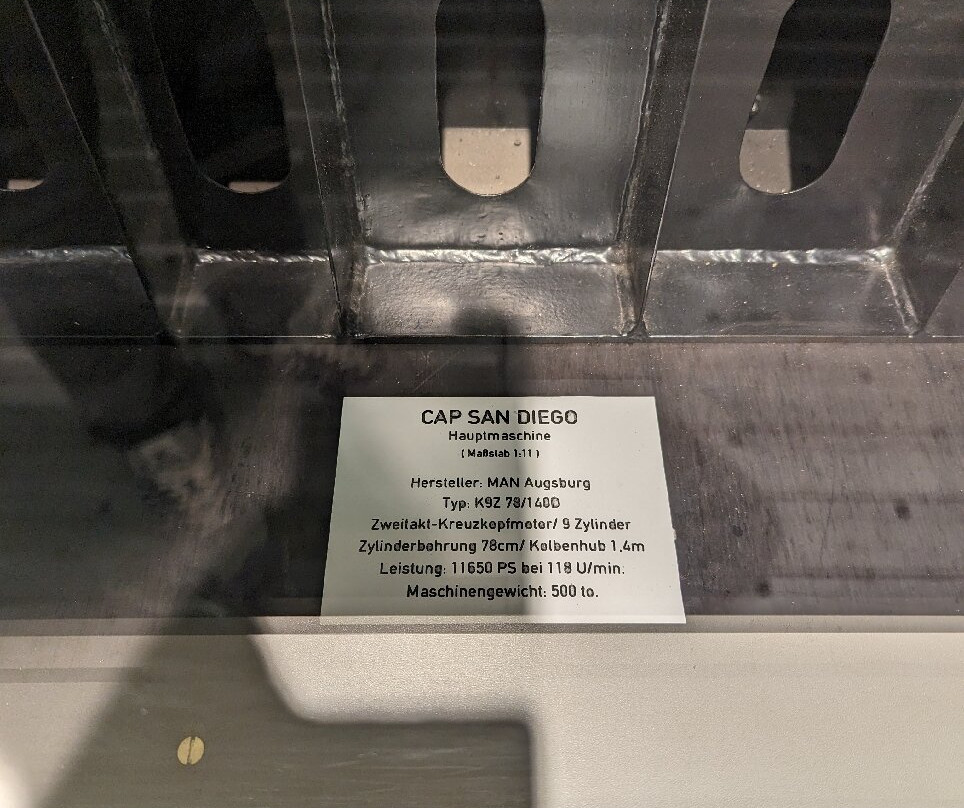 CAP SAN DIEGO
Hauptmaschine
( Maßstab 1:11 )
Hersteller: MAN Augsburg
Typ: K9Z 78/140D
Zweitakt-Kreuzkopfmotor/ 9 Zylinder
Zylinderbohrung 78cm/ Kolbenhub 1.4m
Leistung: 11650 PS bei 118 U/min.
Maschinengewicht: 500 to.